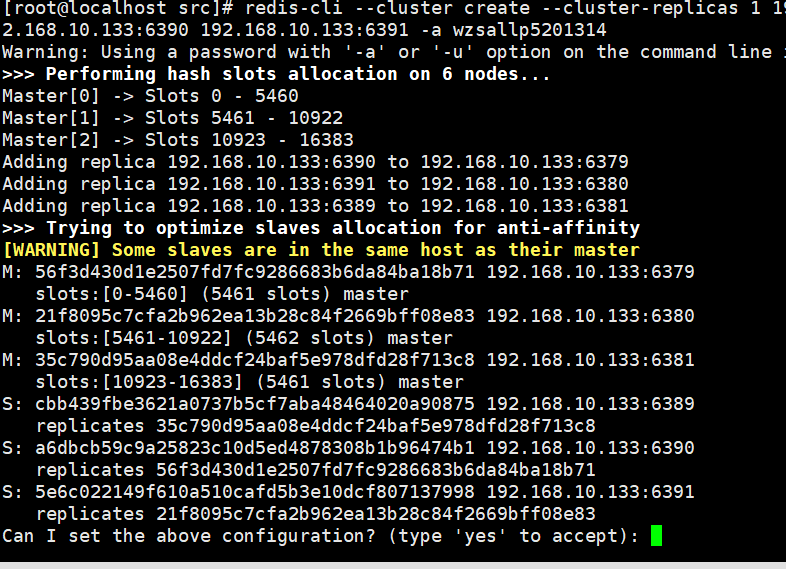 [root@localhost src]# redis-cli --cluster create --cluster-replicas 1 19
2.168.10.133:6390 192.168.10.133:6391 -a wzsallp5201314
Warning: Using a password with '-a' or '-u' option on the command line
>>> Performing hash slots allocation on 6 nodes...
Master[0] -> Slots 0 - 5460
Master[1] -> Slots 5461 - 10922
Master[2] -> Slots 10923 - 16383
Adding replica 192.168.10.133:6390 to 192.168.10.133:6379
Adding replica 192.168.10.133:6391 to 192.168.10.133:6380
Adding replica 192.168.10.133:6389 to 192.168.10.133:6381
>>> Trying to optimize slaves allocation for anti-affinity
[WARNING] Some slaves are in the same host as their master
M: 56f3d430d1e2507fd7fc9286683b6da84ba18b71 192.168.10.133:6379
   slots:[0-5460] (5461 slots) master
M: 21f8095c7cfa2b962ea13b28c84f2669bff08e83 192.168.10.133:6380
   slots:[5461-10922] (5462 slots) master
M: 35c790d95aa08e4ddcf24baf5e978dfd28f713c8 192.168.10.133:6381
   slots:[10923-16383] (5461 slots) master
S: cbb439fbe3621a0737b5cf7aba48464020a90875 192.168.10.133:6389
   replicates 35c790d95aa08e4ddcf24baf5e978dfd28f713c8
S: a6dbcb59c9a25823c10d5ed4878308b1b96474b1 192.168.10.133:6390
   replicates 56f3d430d1e2507fd7fc9286683b6da84ba18b71
S: 5e6c022149f610a510cafd5b3e10dcf807137998 192.168.10.133:6391
   replicates 21f8095c7cfa2b962ea13b28c84f2669bff08e83
Can I set the above configuration? (type 'yes' to accept):